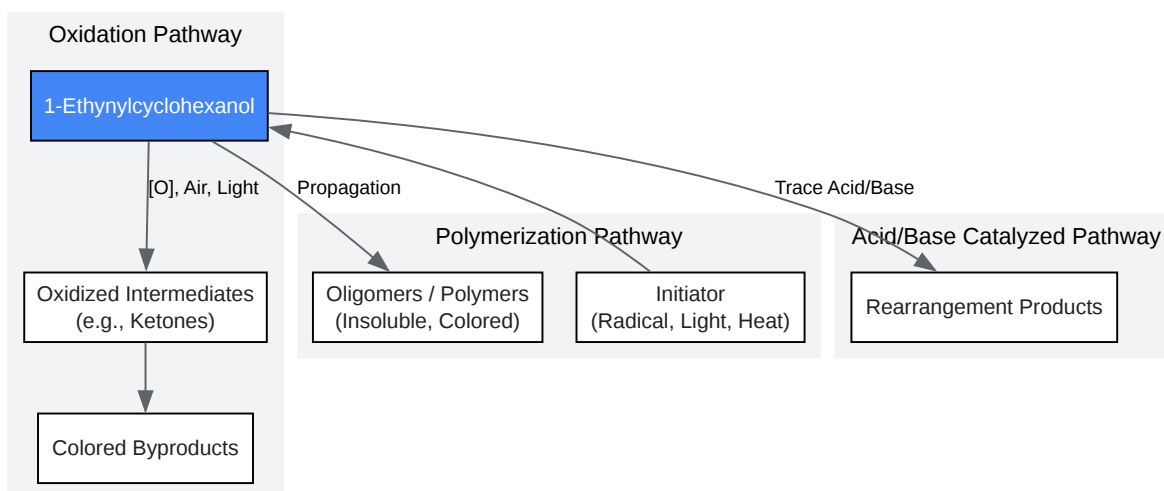 Oxidation Pathway
1-Ethynylcyclohexanol
[O], Air, Light
Propagation
Trace Acid/Base
Polymerization Pathway
Acid/Base Catalyzed Pathway
Oxidized Intermediates
(e.g., Ketones)
Oligomers / Polymers
(Insoluble, Colored)
Initiator
(Radical, Light, Heat)
Rearrangement Products
Colored Byproducts